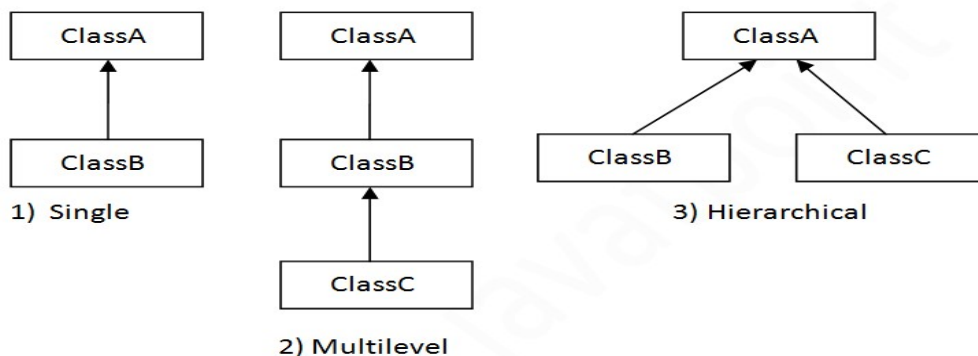 ClassA
ClassB
1) Single
ClassA
ClassB
ClassC
2) Multilevel
ClassA
ClassB
ClassC
3) Hierarchical